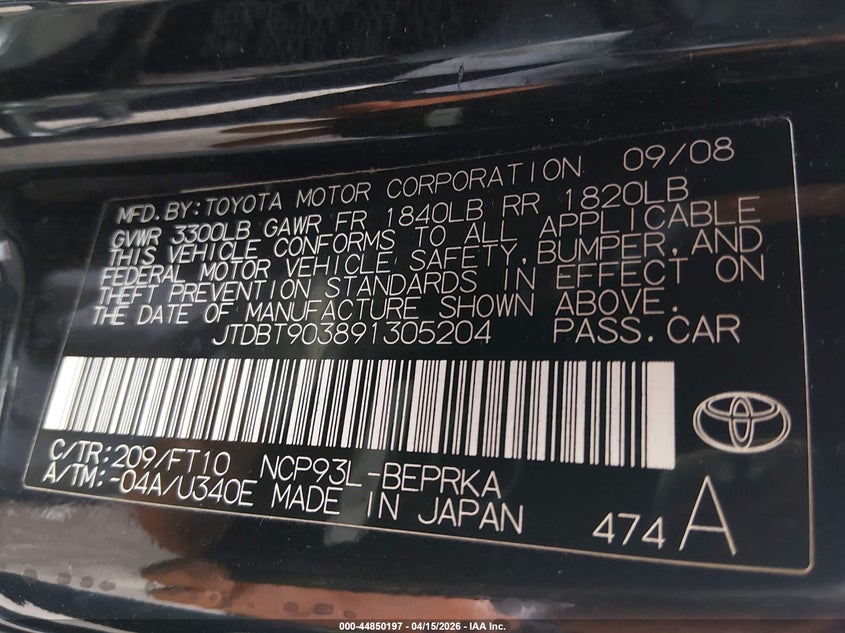 MFD. BY: TOYOTA MOTOR CORPORATION 09/08
GVWR 3300LB GAWR FR 1840LB RR 1820LB
THIS VEHICLE CONFORMS TO ALL APPLICABLE
FEDERAL MOTOR VEHICLE SAFETY, BUMPER, AND
THEFT PREVENTION STANDARDS IN EFFECT ON
THE DATE OF MANUFACTURE SHOWN ABOVE.
JTDBT903891305204 PASS. CAR
C/TR: 209/FT10 NCP93L-BEPRKA
A/TM: -04A/U340E MADE IN JAPAN
474 A
000-44850197 - 04/15/2026 - IAA Inc.